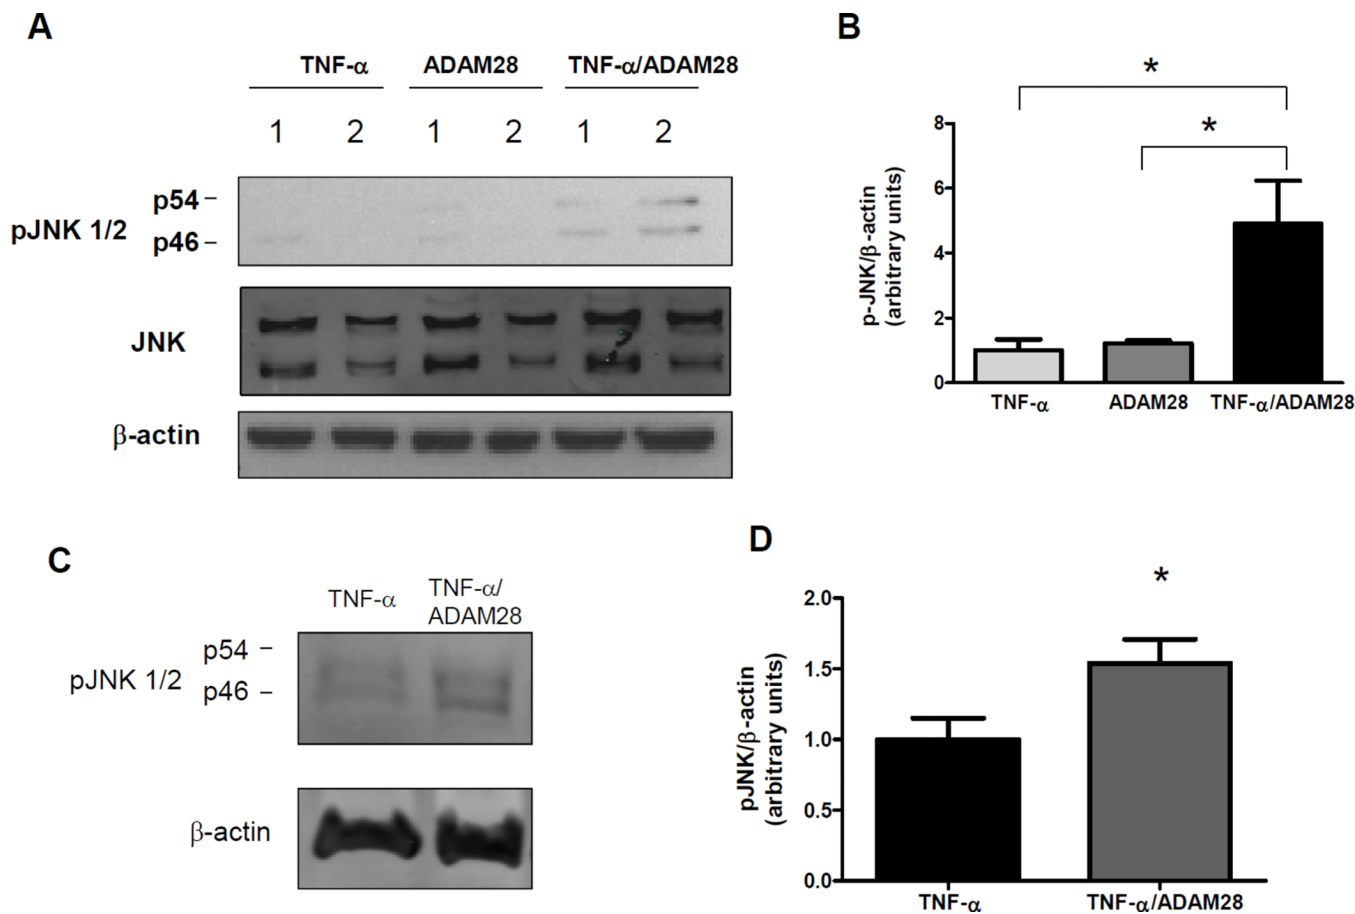 A
TNF-α ADAM28 TNF-α/ADAM28
1 2 1 2 1 2
p54
pJNK 1/2
p46
JNK
β-actin
B
*
*
8
6
4
2
0
p-JNK/β-actin
(arbitrary units)
TNF-α ADAM28 TNF-α/ADAM28
C
TNF-α TNF-α/
ADAM28
p54
pJNK 1/2
p46
β-actin
D
*
2.0
1.5
1.0
0.5
0.0
pJNK/β-actin
(arbitrary units)
TNF-α TNF-α/ADAM28